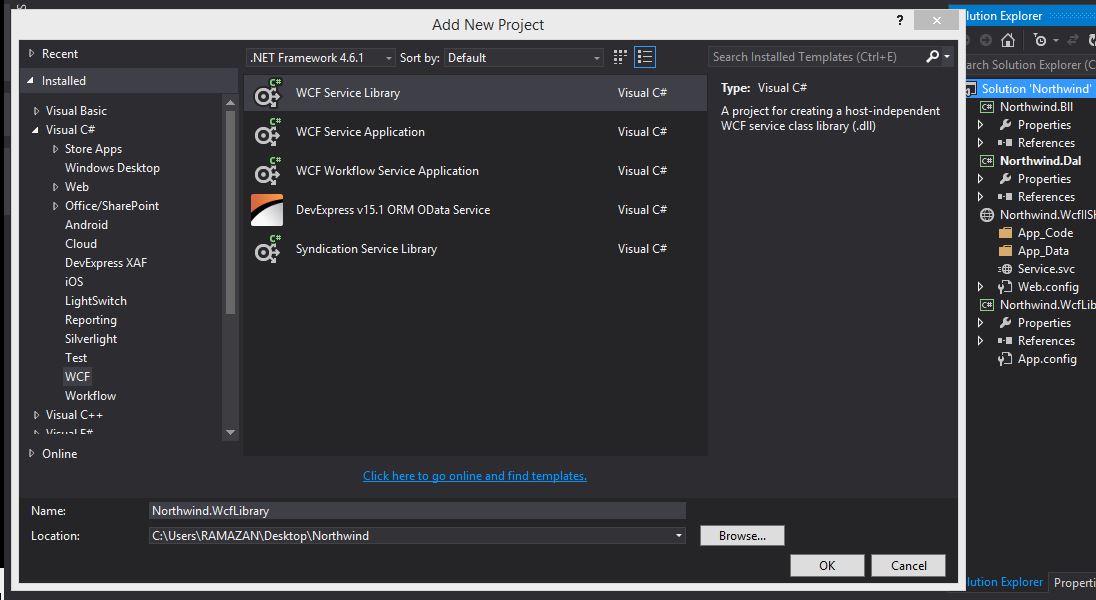 Add New Project
?
Recent
Installed
Visual Basic
Visual C#
Store Apps
Windows Desktop
Web
Office/SharePoint
Android
Cloud
DevExpress XAF
iOS
LightSwitch
Reporting
Silverlight
Test
WCF
Workflow
Visual C++
Visual F#
Online
.NET Framework 4.6.1
Sort by: Default
C# WCF Service Library Visual C#
C# WCF Service Application Visual C#
C# WCF Workflow Service Application Visual C#
DevExpress v15.1 ORM OData Service Visual C#
C# Syndication Service Library Visual C#
Click here to go online and find templates.
Search Installed Templates (Ctrl+E)
Type: Visual C#
A project for creating a host-independent
WCF service class library (.dll)
Name: Northwind.WcfLibrary
Location: C:\Users\RAMAZAN\Desktop\Northwind
Browse...
OK
Cancel
lution Explorer
arch Solution Explorer (C
Solution 'Northwind'
C# Northwind.Bll
Properties
References
C# Northwind.Dal
Properties
References
Northwind.WcfIISH
App_Code
App_Data
Service.svc
Web.config
C# Northwind.WcfLib
Properties
References
App.config
lution Explorer
Properti